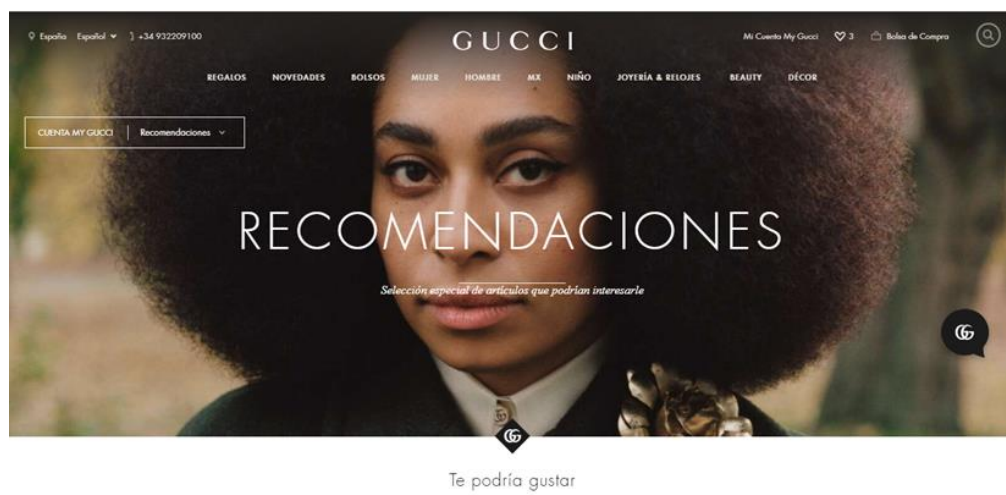 España Español +34 932209100
GUCCI
Mi Cuenta My Gucci 3 Bolsa de Compra
REGALOS NOVEDADES BOLSOS MUJER HOMBRE MX NIÑO JOYERÍA & RELOJES BEAUTY DÉCOR
CUENTA MY GUCCI Recomendaciones
RECOMENDACIONES
Selección especial de artículos que podrían interesarle
Te podría gustar